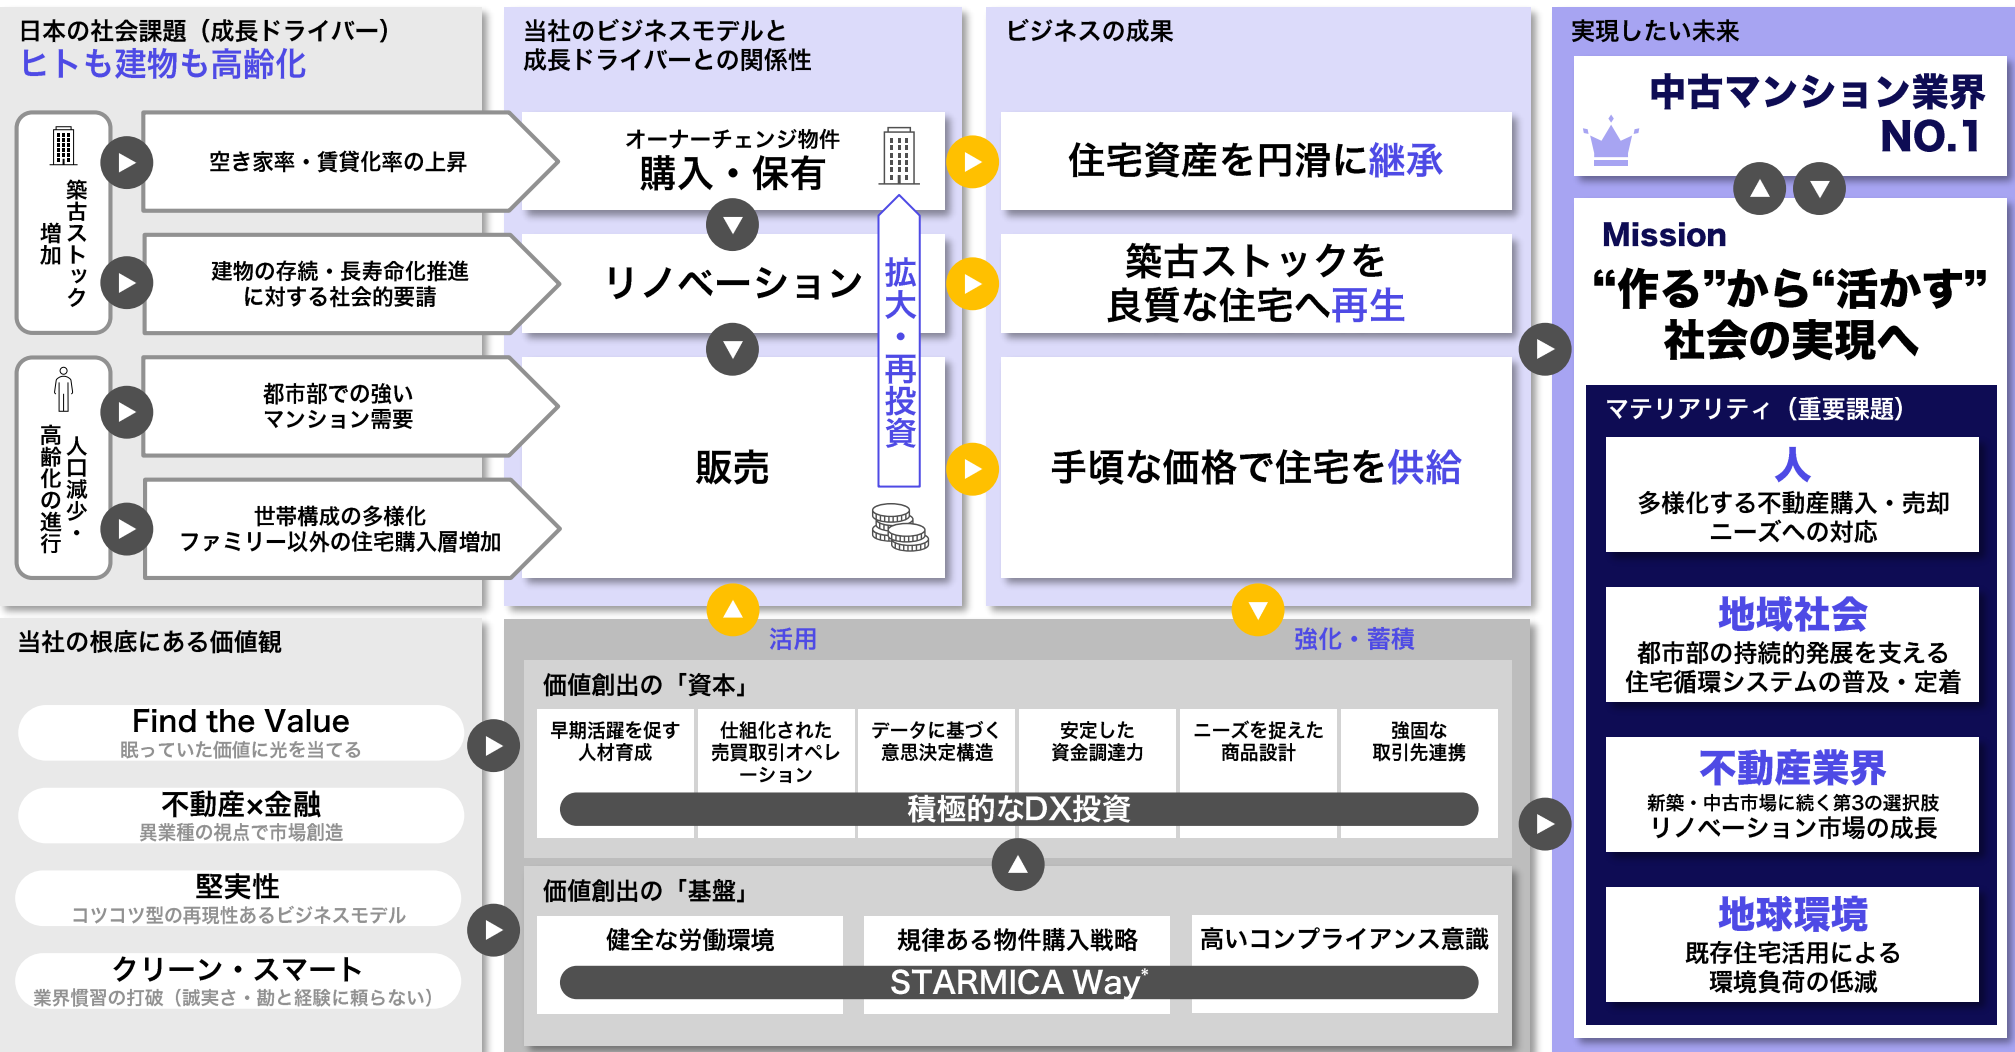 日本の社会課題（成長ドライバー）
ヒトも建物も高齢化
築古ストック
増加
空き家率・賃貸化率の上昇
建物の存続・長寿命化推進
に対する社会的要請
人口減少・
高齢化の進行
都市部での強い
マンション需要
世帯構成の多様化
ファミリー以外の住宅購入層増加
当社のビジネスモデルと
成長ドライバーとの関係性
オーナーチェンジ物件
購入・保有
リノベーション
販売
拡大・再投資
ビジネスの成果
住宅資産を円滑に継承
築古ストックを
良質な住宅へ再生
手頃な価格で住宅を供給
実現したい未来
中古マンション業界
NO.1
Mission
“作る”から“活かす”
社会の実現へ
マテリアリティ（重要課題）
人
多様化する不動産購入・売却
ニーズへの対応
地域社会
都市部の持続的発展を支える
住宅循環システムの普及・定着
不動産業界
新築・中古市場に続く第3の選択肢
リノベーション市場の成長
地球環境
既存住宅活用による
環境負荷の低減
当社の根底にある価値観
Find the Value
眠っていた価値に光を当てる
不動産×金融
異業種の視点で市場創造
堅実性
コツコツ型の再現性あるビジネスモデル
クリーン・スマート
業界慣習の打破（誠実さ・勘と経験に頼らない）
活用
強化・蓄積
価値創出の「資本」
早期活躍を促す
人材育成
仕組化された
売買取引オペレ
ーション
データに基づく
意思決定構造
安定した
資金調達力
ニーズを捉えた
商品設計
強固な
取引先連携
積極的なDX投資
価値創出の「基盤」
健全な労働環境
規律ある物件購入戦略
高いコンプライアンス意識
STARMICA Way*